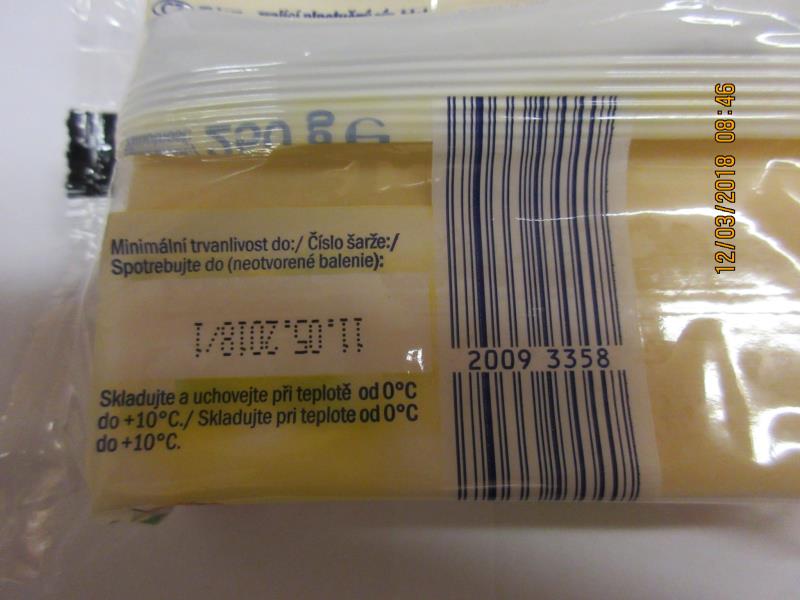 250 g e
Minimální trvanlivost do:/ Číslo šarže:/
Spotrebujte do (neotvorené balenie):
11.05.2018/1
Skladujte a uchovejte při teplotě od 0°C
do +10°C./ Skladujte pri teplote od 0°C
do +10°C.
2009 3358
12/03/2018 08:46